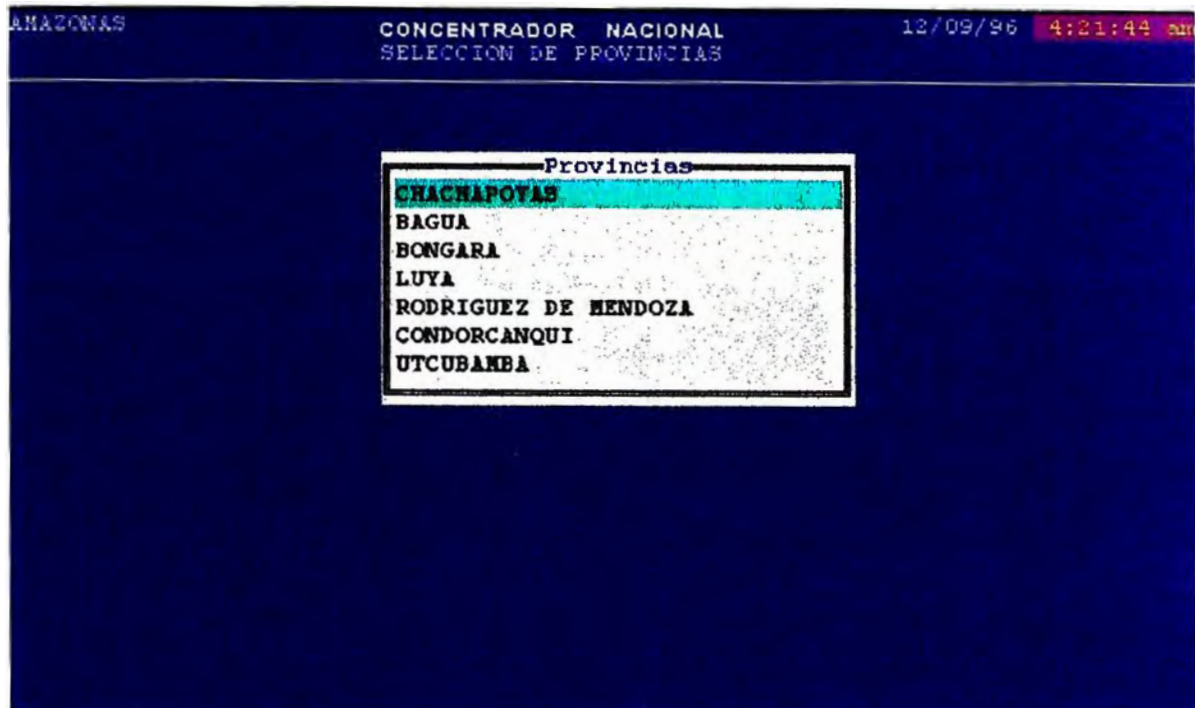 AMAZONAS
CONCENTRADOR NACIONAL
12/09/96 4:21:44 am
SELECCION DE PROVINCIAS
Provincias
CHACHAPOYAS
BAGUA
BONGARA
LUYA
RODRIGUEZ DE MENDOZA
CONDORCANQUI
UTCUBAMBA